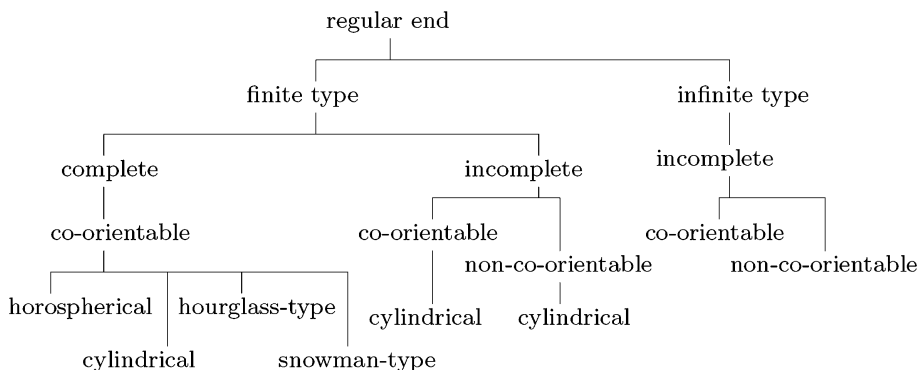 regular end
finite type infinite type
complete incomplete incomplete
co-orientable co-orientable co-orientable
non-co-orientable non-co-orientable
horospherical hourglass-type cylindrical cylindrical
cylindrical snowman-type